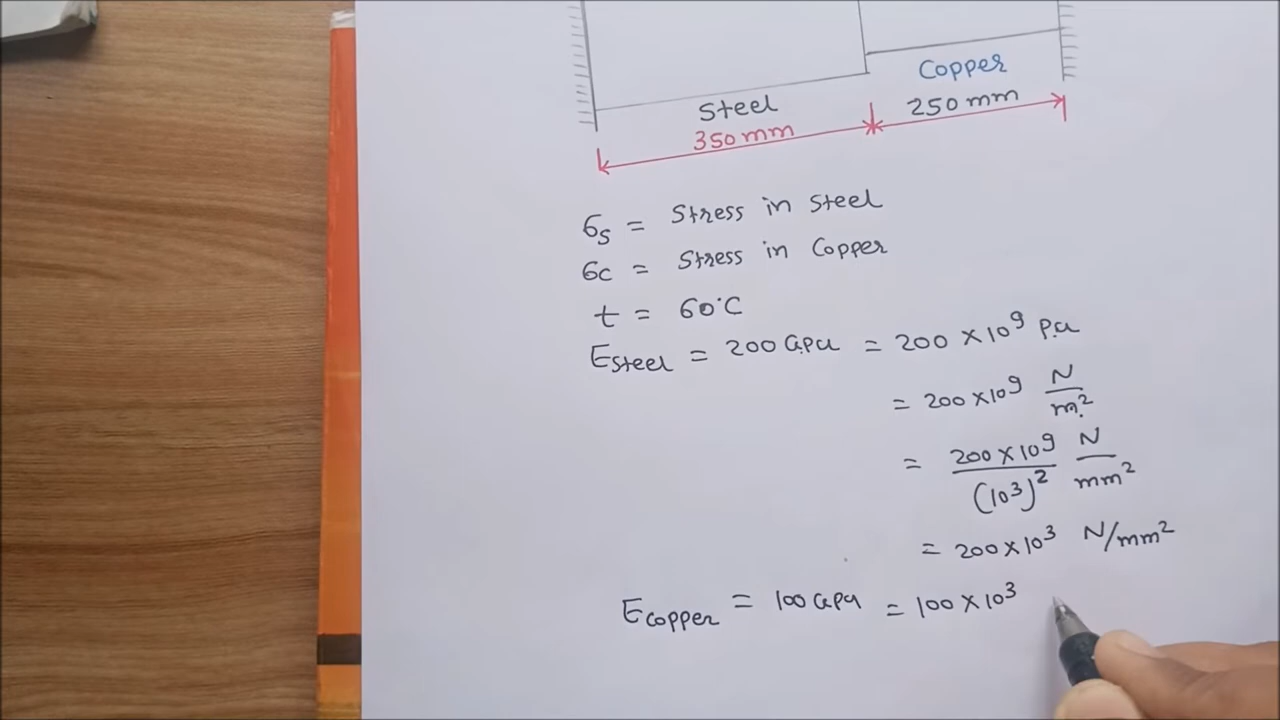 Copper
Steel
250 mm
350 mm
σs = Stress in steel
σc = Stress in Copper
t = 60°C
ESteel = 200 GPa = 200 × 10⁹ Pa
= 200 × 10⁹ N/m²
= 200 × 10⁹/(10³)² N/mm²
= 200 × 10³ N/mm²
ECopper = 100 GPa = 100 × 10³